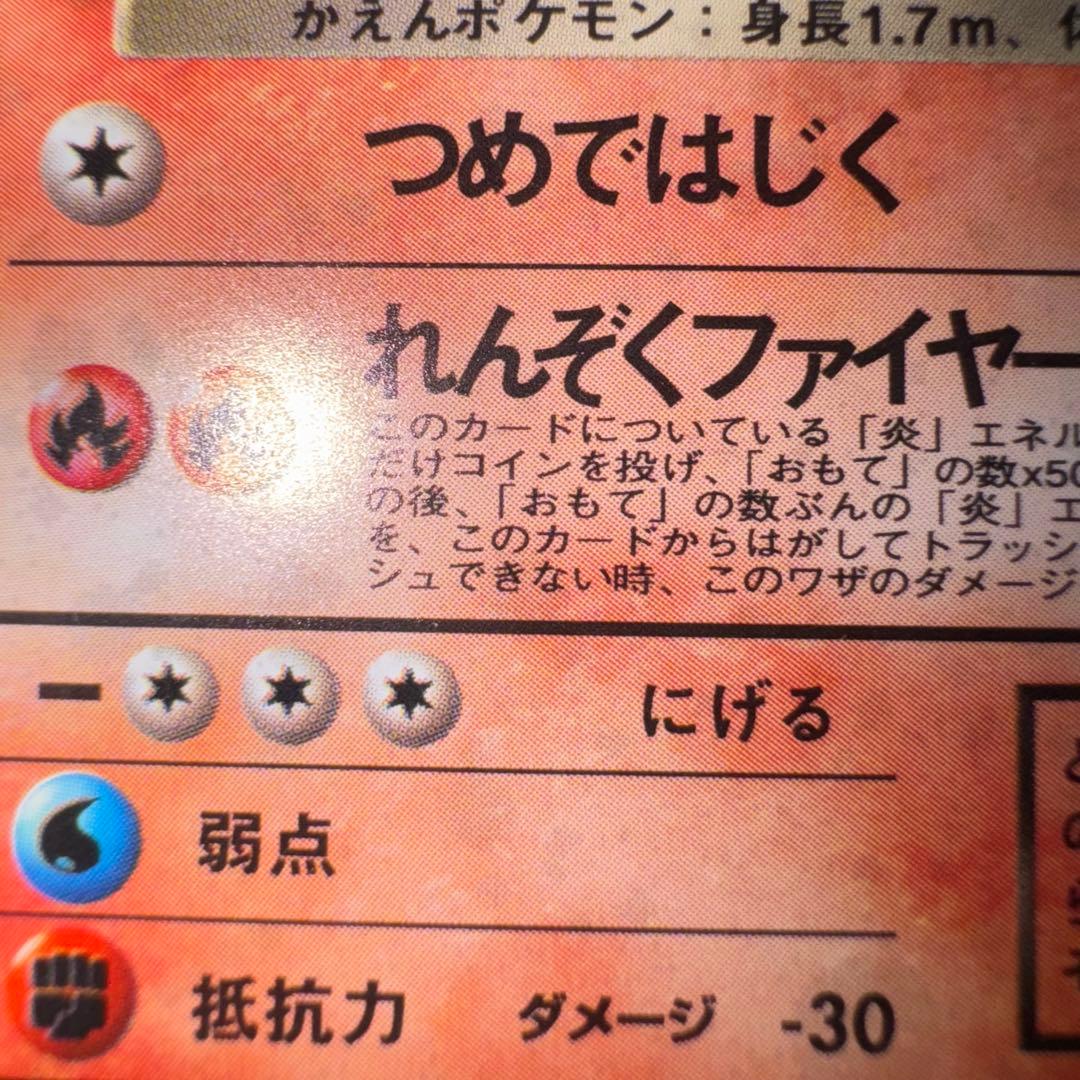 かえんポケモン：身長1.7m、
つめではじく
れんぞくファイヤー
このカードについている「炎」エネル
だけコインを投げ、「おもて」の数x50
の後、「おもて」の数ぶんの「炎」エ
を、このカードからはがしてトラッシ
シュできない時、このワザのダメージ
にげる
弱点
抵抗力 ダメージ -30